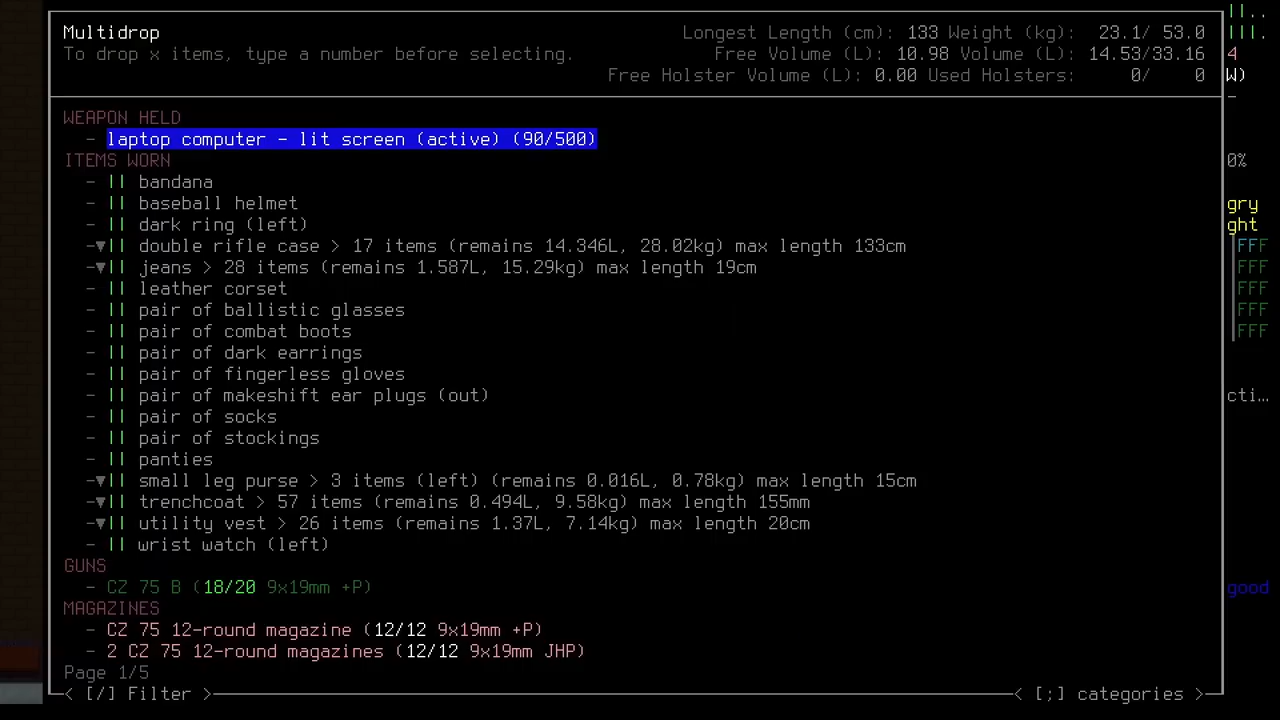 Multidrop
Longest Length (cm): 133 Weight (kg): 23.1/ 53.0
To drop x items, type a number before selecting.
Free Volume (L): 10.98 Volume (L): 14.53/33.16
Free Holster Volume (L): 0.00 Used Holsters: 0/ 0
4
W)
WEAPON HELD
- laptop computer - lit screen (active) (90/500)
ITEMS WORN
0%
- || bandana
- || baseball helmet
gry
- || dark ring (left)
ght
-▼|| double rifle case > 17 items (remains 14.346L, 28.02kg) max length 133cm
FFF
-▼|| jeans > 28 items (remains 1.587L, 15.29kg) max length 19cm
FFF
- || leather corset
FFF
- || pair of ballistic glasses
FFF
- || pair of combat boots
FFF
- || pair of dark earrings
- || pair of fingerless gloves
- || pair of makeshift ear plugs (out)
cti…
- || pair of socks
- || pair of stockings
- || panties
-▼|| small leg purse > 3 items (left) (remains 0.016L, 0.78kg) max length 15cm
-▼|| trenchcoat > 57 items (remains 0.494L, 9.58kg) max length 155mm
-▼|| utility vest > 26 items (remains 1.37L, 7.14kg) max length 20cm
- || wrist watch (left)
GUNS
- CZ 75 B (18/20 9x19mm +P)
good
MAGAZINES
- CZ 75 12-round magazine (12/12 9x19mm +P)
- 2 CZ 75 12-round magazines (12/12 9x19mm JHP)
Page 1/5
< [/] Filter >
< [;] categories >